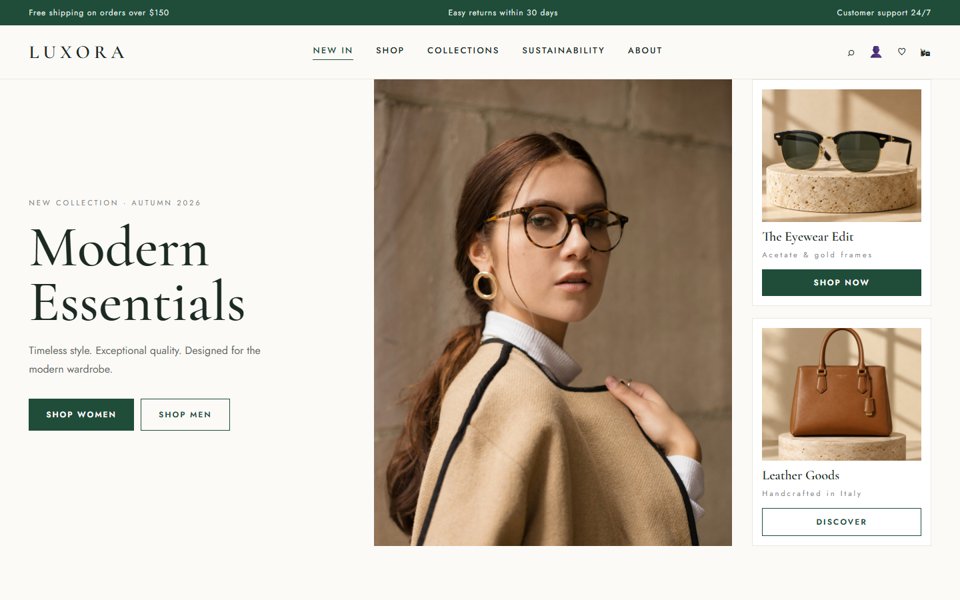 Free shipping on orders over $150
Easy returns within 30 days
Customer support 24/7
LUXORA
NEW IN
SHOP
COLLECTIONS
SUSTAINABILITY
ABOUT
NEW COLLECTION · AUTUMN 2026
Modern
Essentials
Timeless style. Exceptional quality. Designed for the
modern wardrobe.
SHOP WOMEN
SHOP MEN
The Eyewear Edit
Acetate & gold frames
SHOP NOW
Leather Goods
Handcrafted in Italy
DISCOVER